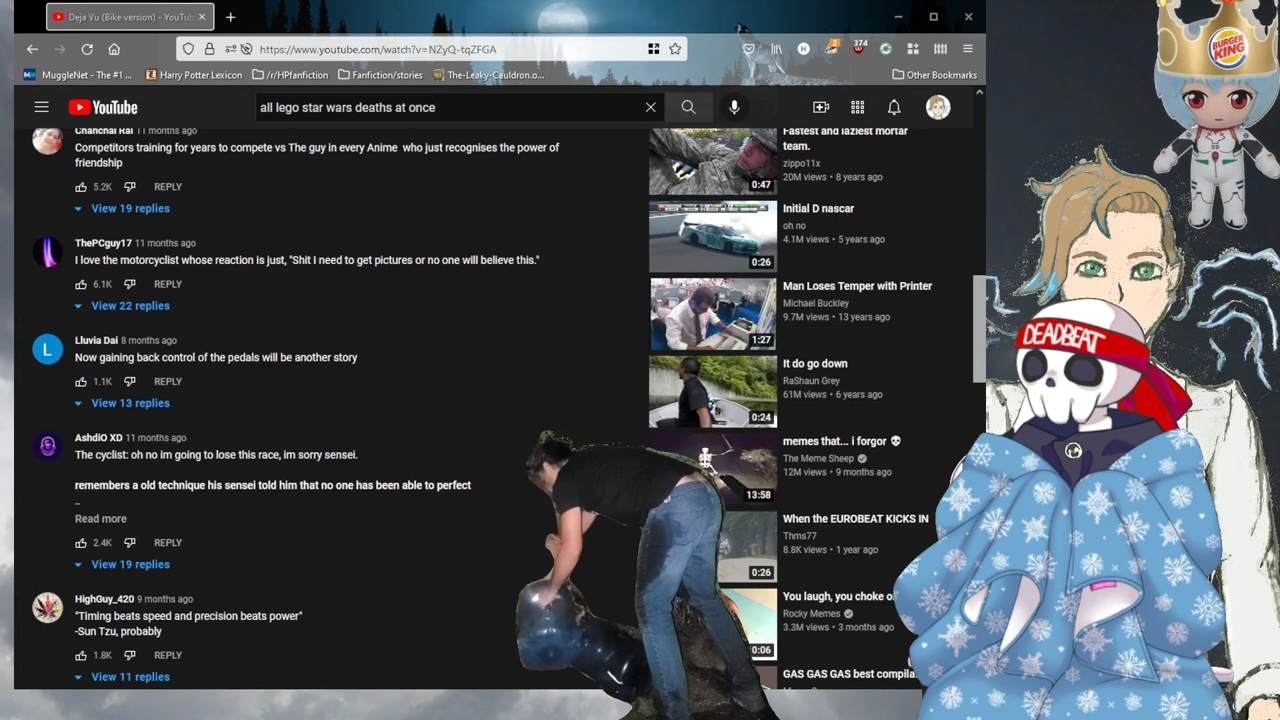 Deja Vu (Bike version) - YouTub
https://www.youtube.com/watch?v=NZyQ-tqZFGA
2
374
MuggleNet - The #1 ...
Harry Potter Lexicon
/r/HPfanfiction
Fanfiction/stories
The-Leaky-Cauldron.o...
Other Bookmarks
YouTube
all lego star wars deaths at once
Chanchal Rai 11 months ago
Competitors training for years to compete vs The guy in every Anime who just recognises the power of
friendship
5.2K REPLY
View 19 replies
ThePCguy17 11 months ago
I love the motorcyclist whose reaction is just, "Shit I need to get pictures or no one will believe this."
6.1K REPLY
View 22 replies
L
Lluvia Dai 8 months ago
Now gaining back control of the pedals will be another story
1.1K REPLY
View 13 replies
AshdiO XD 11 months ago
The cyclist: oh no im going to lose this race, im sorry sensei.
remembers a old technique his sensei told him that no one has been able to perfect
_
Read more
2.4K REPLY
View 19 replies
HighGuy_420 9 months ago
"Timing beats speed and precision beats power"
-Sun Tzu, probably
1.8K REPLY
View 11 replies
Fastest and laziest mortar
team.
zippo11x
20M views • 8 years ago
0:47
Initial D nascar
oh no
4.1M views • 5 years ago
0:26
Man Loses Temper with Printer
Michael Buckley
9.7M views • 13 years ago
1:27
It do go down
RaShaun Grey
61M views • 6 years ago
0:24
memes that... i forgor 💀
The Meme Sheep
12M views • 9 months ago
13:58
When the EUROBEAT KICKS IN
Thms77
8.8K views • 1 year ago
0:26
You laugh, you choke o
Rocky Memes
3.3M views • 3 months ago
0:06
GAS GAS GAS best compila
BURGER
KING
DEADBEAT